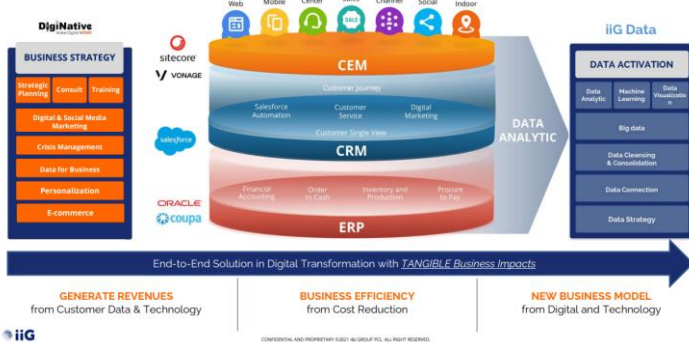 Web
Mobile
Center
Sales
Channel
Social
Indoor
DigiNative
BUSINESS STRATEGY
Strategic
Planning
Consult
Training
Digital & Social Media
Marketing
Crisis Management
Data for Business
Personalization
E-commerce
sitecore
VONAGE
salesforce
ORACLE
coupa
SALE
CEM
Customer Journey
Salesforce
Automation
Customer
Service
Digital
Marketing
Customer Single View
CRM
Financial
Accounting
Order
to Cash
Inventory and
Production
Procure
to Pay
ERP
DATA
ANALYTIC
iiG Data
DATA ACTIVATION
Data
Analytic
Machine
Learning
Data
Visualizatio
n
Big data
Data Cleansing
& Consolidation
Data Connection
Data Strategy
End-to-End Solution in Digital Transformation with TANGIBLE Business Impacts
GENERATE REVENUES
from Customer Data & Technology
BUSINESS EFFICIENCY
from Cost Reduction
NEW BUSINESS MODEL
from Digital and Technology
iiG
CONFIDENTIAL AND PROPRIETARY ©2021 I&I GROUP PCL. ALL RIGHT RESERVED.